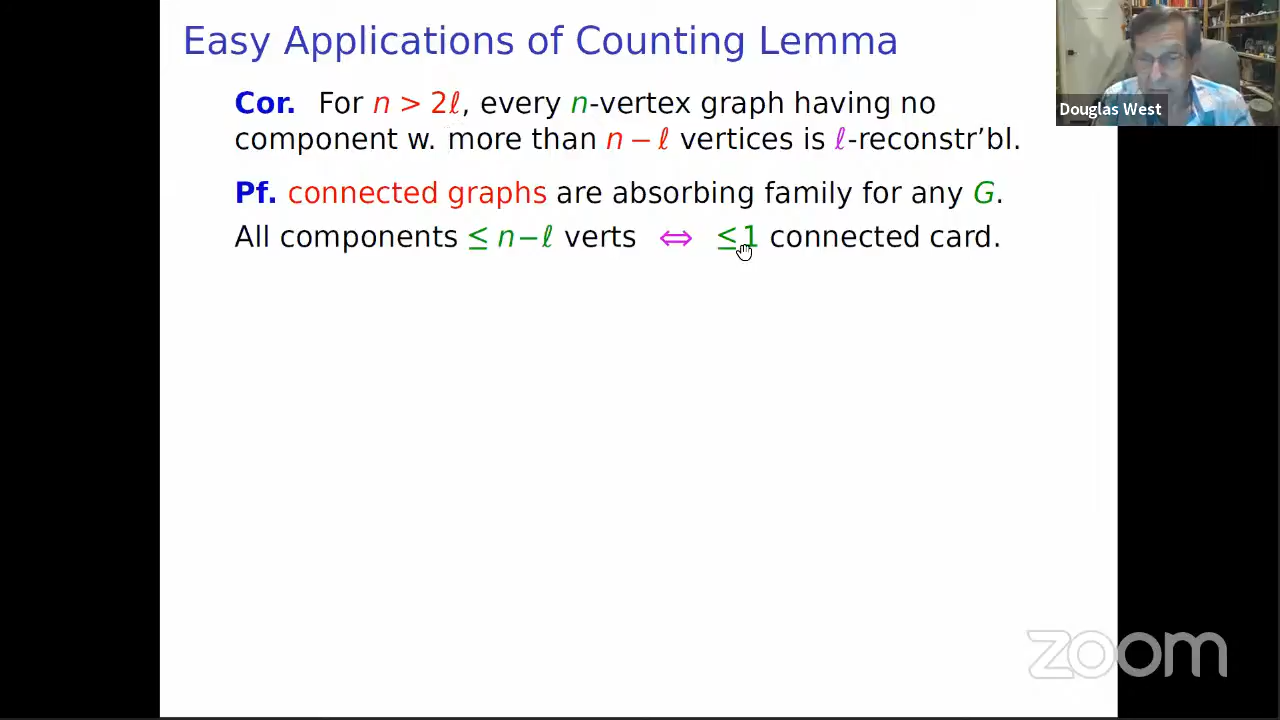 Easy Applications of Counting Lemma
Cor. For n > 2ℓ, every n-vertex graph having no
component w. more than n − ℓ vertices is ℓ-reconstr’bl.
Pf. connected graphs are absorbing family for any G.
All components ≤ n−ℓ verts ⇔ ≤1 connected card.
Douglas West
zoom